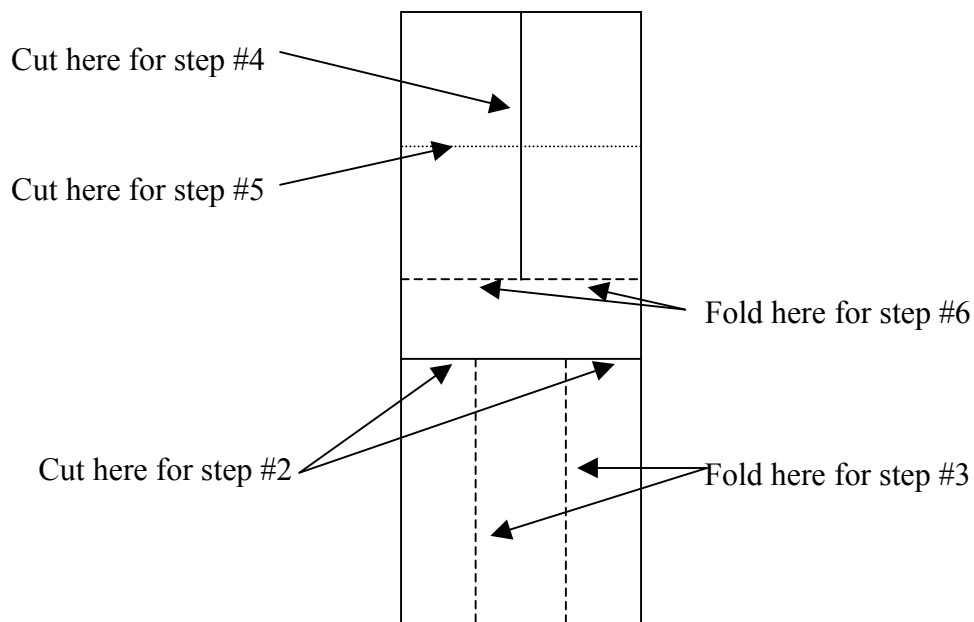 Cut here for step #4
Cut here for step #5
Fold here for step #6
Cut here for step #2
Fold here for step #3